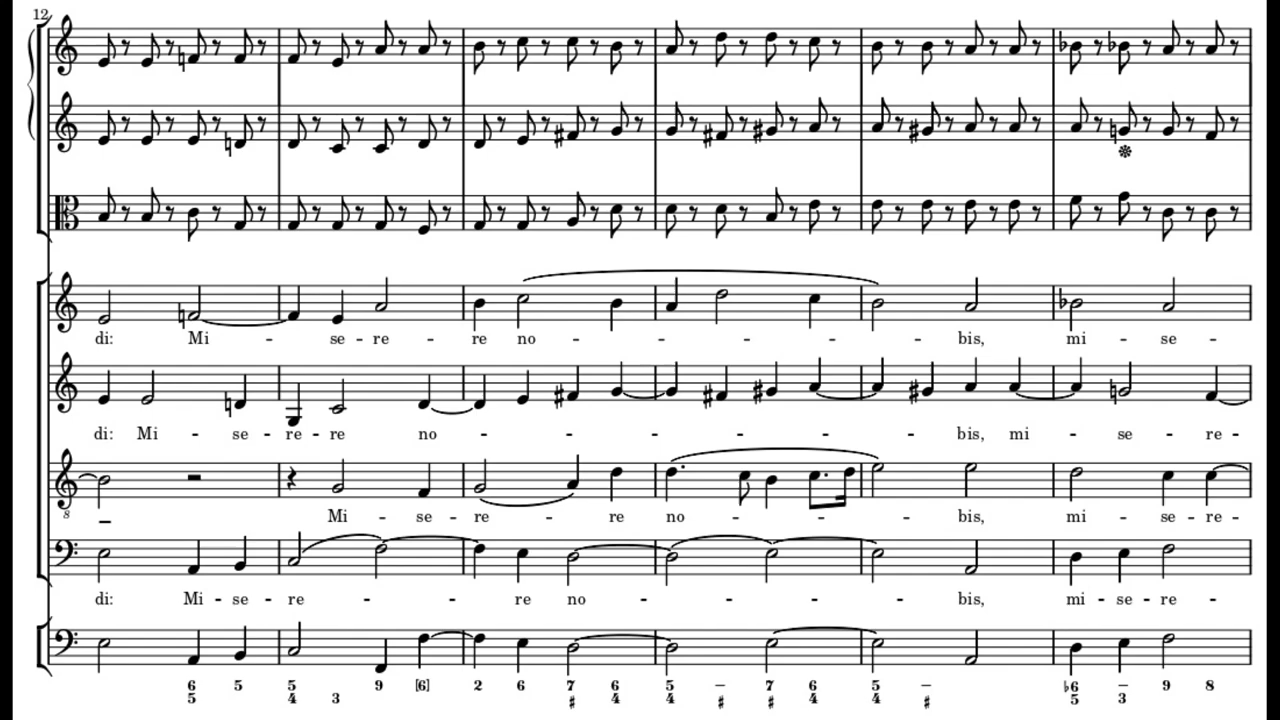 12
di: Mi - se - re - re no - - - - - - - bis, mi - se -
di: Mi - se - re - re no - - - - - - - - - bis, mi - se - re -
8
Mi - se - re - re no - - - - - bis, mi - se - re -
di: Mi - se - re - - re no - - - - - bis, mi - se - re -
6 5 5 9 [6] 2 6 7 6 5 – 7 6 5 – ♭6 – 9 8
5 4 3 ♯ 4 4 ♯ ♯ 4 4 ♯ 5 3